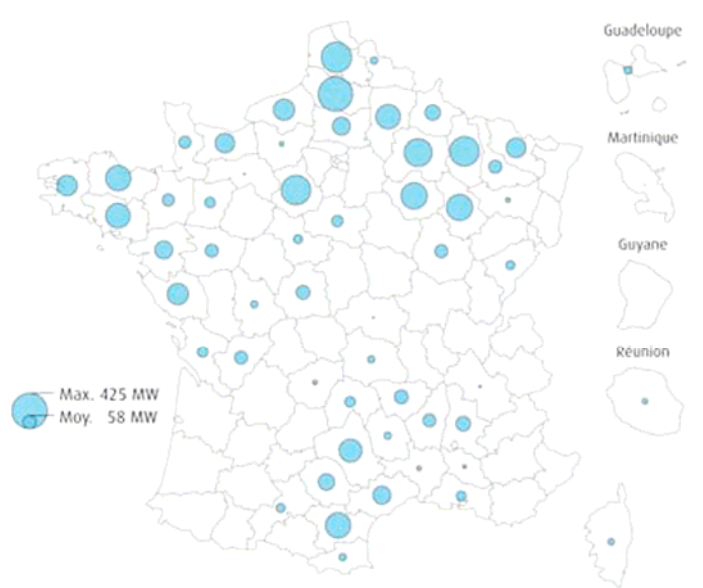 Guadeloupe
Martinique
Guyane
Réunion
Max. 425 MW
Moy. 58 MW